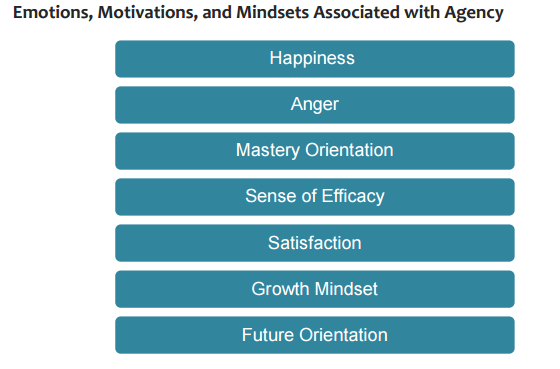 Emotions, Motivations, and Mindsets Associated with Agency
Happiness
Anger
Mastery Orientation
Sense of Efficacy
Satisfaction
Growth Mindset
Future Orientation